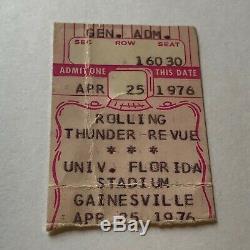 GEN. ADM.
SEC ROW SEAT
16030
ADMIT ONE THIS DATE
APR 25 1976
ROLLING
THUNDER REVUE
* * *
UNIV. FLORIDA
STADIUM
GAINESVILLE
APR 25, 1976